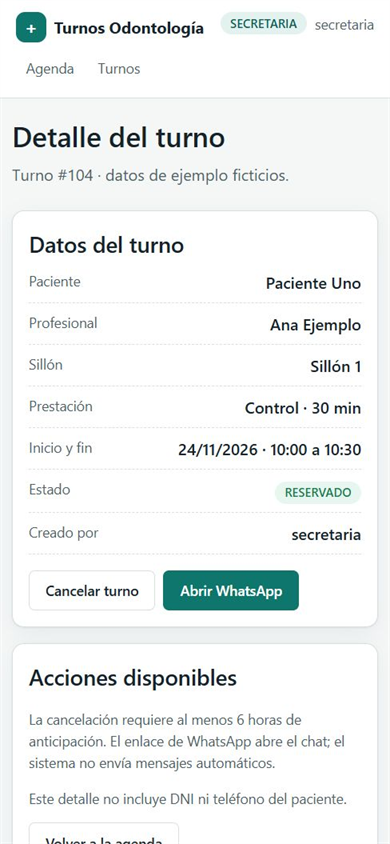 + Turnos Odontología SECRETARIA secretaria
Agenda Turnos
Detalle del turno
Turno #104 · datos de ejemplo ficticios.
Datos del turno
Paciente Paciente Uno
Profesional Ana Ejemplo
Sillón Sillón 1
Prestación Control · 30 min
Inicio y fin 24/11/2026 · 10:00 a 10:30
Estado RESERVADO
Creado por secretaria
Cancelar turno Abrir WhatsApp
Acciones disponibles
La cancelación requiere al menos 6 horas de
anticipación. El enlace de WhatsApp abre el chat; el
sistema no envía mensajes automáticos.
Este detalle no incluye DNI ni teléfono del paciente.
Volver a la agenda